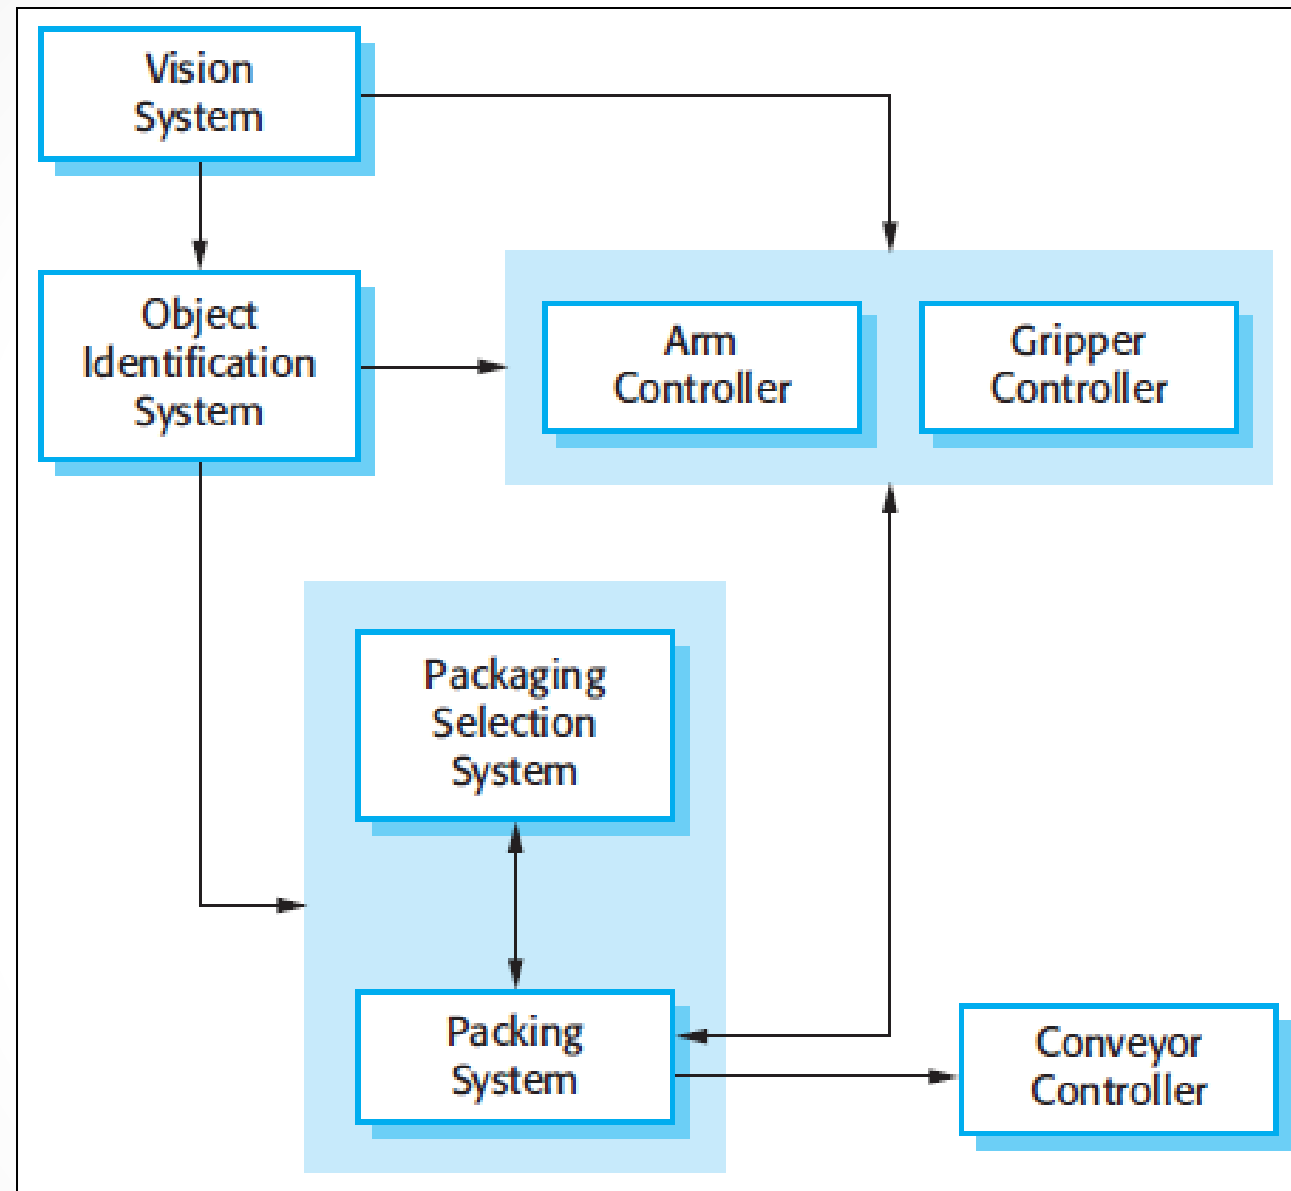 Vision
System
Object
Identification
System
Arm
Controller
Gripper
Controller
Packaging
Selection
System
Packing
System
Conveyor
Controller